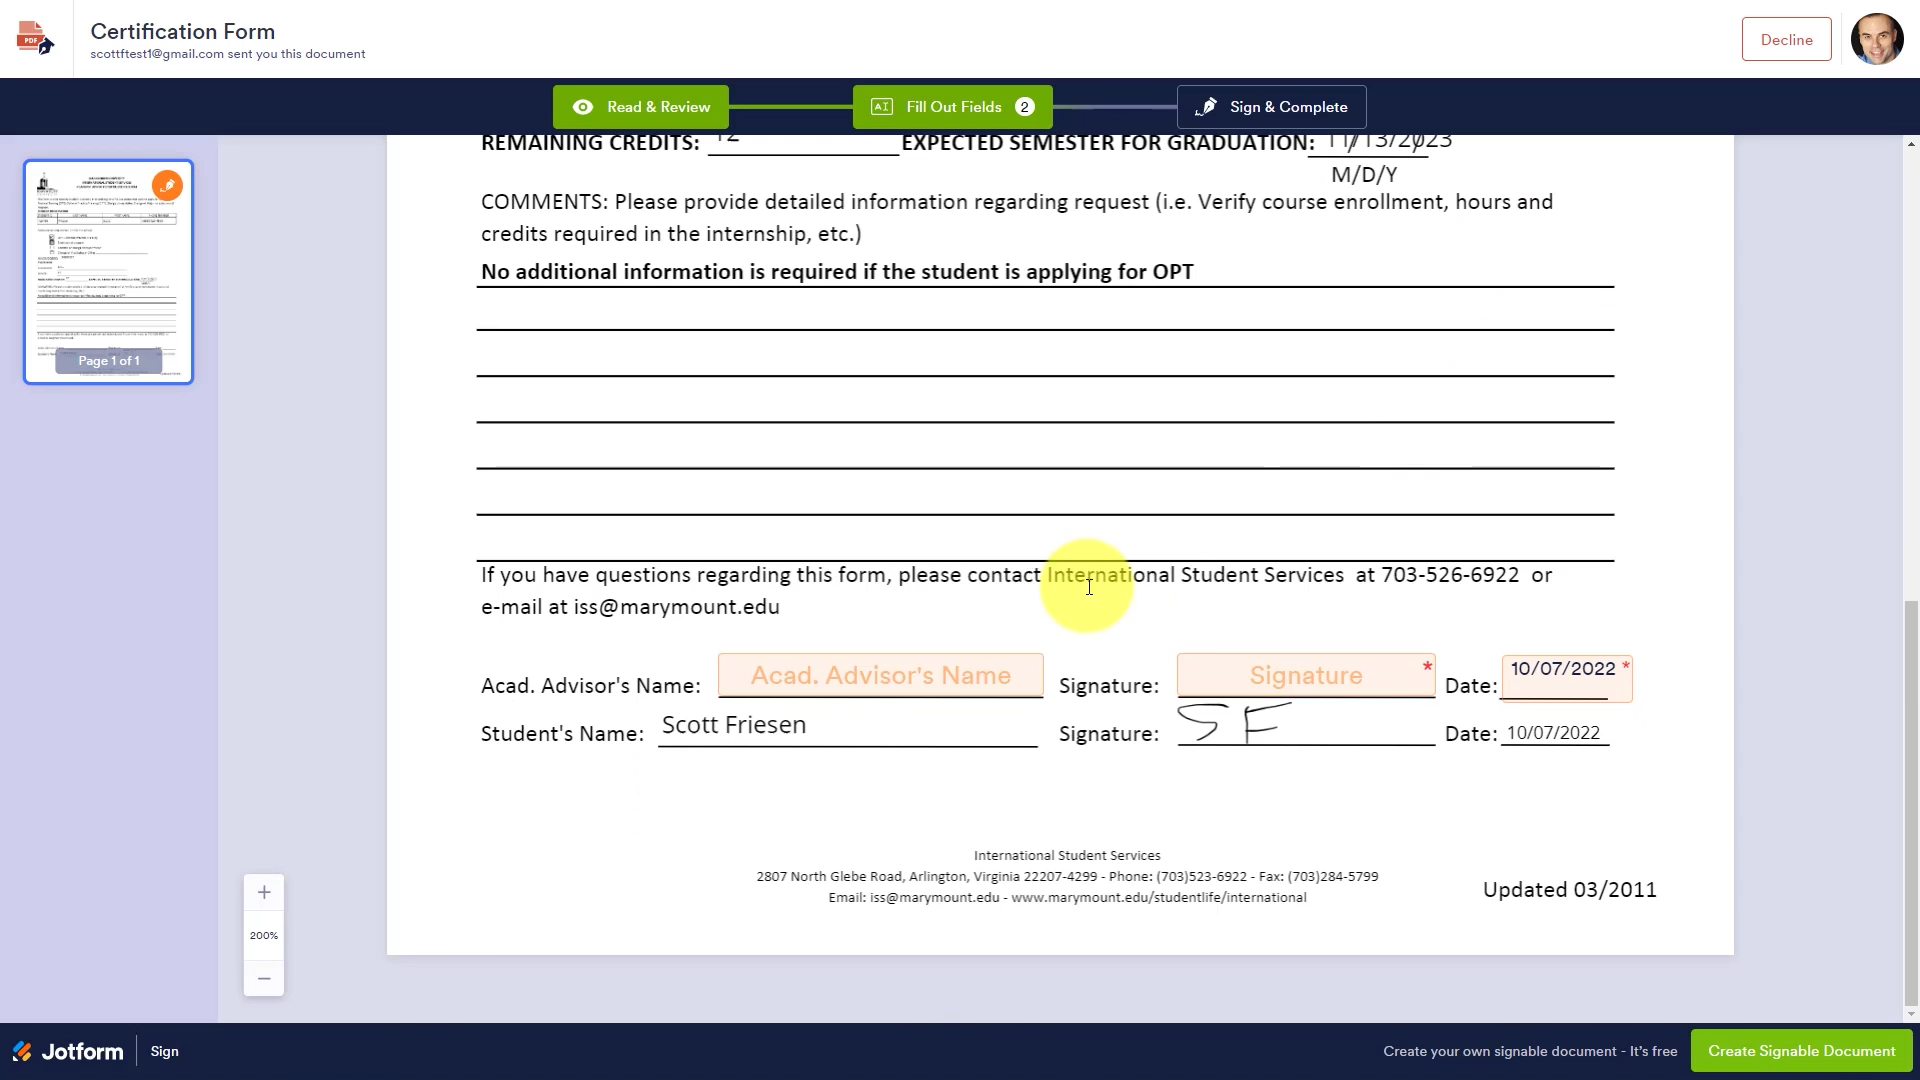 Certification Form
scottftest1@gmail.com sent you this document
Decline
PDF
Read & Review
Fill Out Fields 2
Sign & Complete
Page 1 of 1
REMAINING CREDITS: 12 EXPECTED SEMESTER FOR GRADUATION: 11/13/2023
M/D/Y
COMMENTS: Please provide detailed information regarding request (i.e. Verify course enrollment, hours and
credits required in the internship, etc.)
No additional information is required if the student is applying for OPT
If you have questions regarding this form, please contact International Student Services at 703-526-6922 or
e-mail at iss@marymount.edu
Acad. Advisor's Name: Acad. Advisor's Name Signature: Signature * Date: 10/07/2022 *
Student's Name: Scott Friesen Signature: S F Date: 10/07/2022
International Student Services
2807 North Glebe Road, Arlington, Virginia 22207-4299 - Phone: (703)523-6922 - Fax: (703)284-5799
Email: iss@marymount.edu - www.marymount.edu/studentlife/international
Updated 03/2011
+
200%
−
Jotform Sign
Create your own signable document - It's free
Create Signable Document